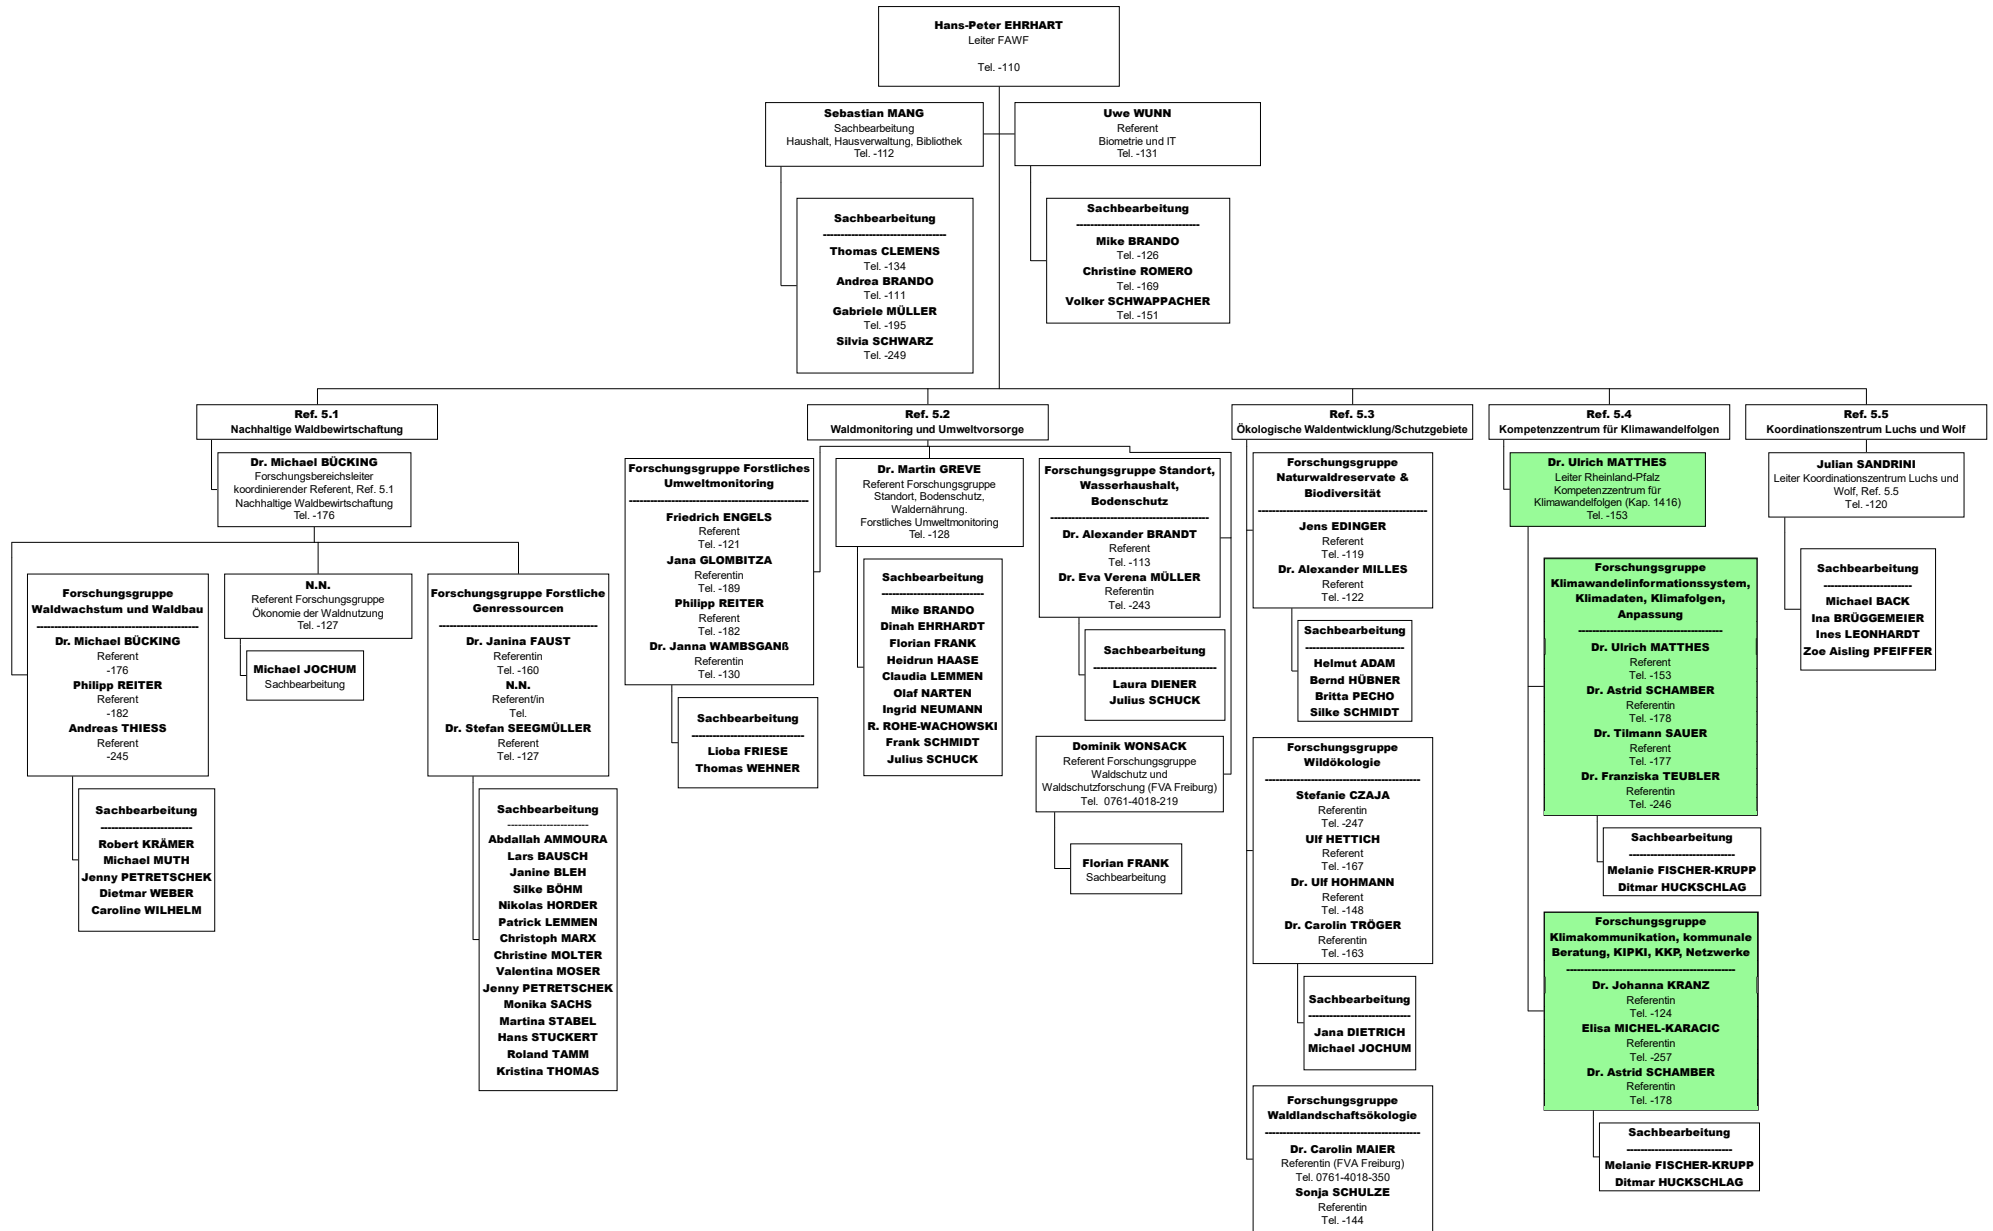 Hans-Peter EHRHART
Leiter FAWF
Tel. -110
Sebastian MANG
Sachbearbeitung
Haushalt, Hausverwaltung, Bibliothek
Tel. -112
Uwe WUNN
Referent
Biometrie und IT
Tel. -131
Sachbearbeitung
----------------------------------
Thomas CLEMENS
Tel. -134
Andrea BRANDO
Tel. -111
Gabriele MÜLLER
Tel. -195
Silvia SCHWARZ
Tel. -249
Sachbearbeitung
----------------------------------
Mike BRANDO
Tel. -126
Christine ROMERO
Tel. -169
Volker SCHWAPPACHER
Tel. -151
Ref. 5.1
Nachhaltige Waldbewirtschaftung
Dr. Michael BÜCKING
Forschungsbereichsleiter
koordinierender Referent, Ref. 5.1
Nachhaltige Waldbewirtschaftung
Tel. -176
Forschungsgruppe
Waldwachstum und Waldbau
---------------------------------------------
Dr. Michael BÜCKING
Referent
-176
Philipp REITER
Referent
-182
Andreas THIESS
Referent
-245
Sachbearbeitung
--------------------------
Robert KRÄMER
Michael MUTH
Jenny PETRETSCHEK
Dietmar WEBER
Caroline WILHELM
N.N.
Referent Forschungsgruppe
Ökonomie der Waldnutzung
Tel. -127
Michael JOCHUM
Sachbearbeitung
Forschungsgruppe Forstliche
Genressourcen
--------------------------------------------
Dr. Janina FAUST
Referentin
Tel. -160
N.N.
Referent/in
Tel.
Dr. Stefan SEEGMÜLLER
Referent
Tel. -127
Sachbearbeitung
-----------------------
Abdallah AMMOURA
Lars BAUSCH
Janine BLEH
Silke BÖHM
Nikolas HORDER
Patrick LEMMEN
Christoph MARX
Christine MOLTER
Valentina MOSER
Jenny PETRETSCHEK
Monika SACHS
Martina STABEL
Hans STUCKERT
Roland TAMM
Kristina THOMAS
Ref. 5.2
Waldmonitoring und Umweltvorsorge
Forschungsgruppe Forstliches
Umweltmonitoring
--------------------------------------------------
Friedrich ENGELS
Referent
Tel. -121
Jana GLOMBITZA
Referentin
Tel. -189
Philipp REITER
Referent
Tel. -182
Dr. Janna WAMBSGANß
Referentin
Tel. -130
Sachbearbeitung
-------------------------------
Lioba FRIESE
Thomas WEHNER
Dr. Martin GREVE
Referent Forschungsgruppe
Standort, Bodenschutz,
Waldernährung.
Forstliches Umweltmonitoring
Tel. -128
Sachbearbeitung
-----------------------------
Mike BRANDO
Dinah EHRHARDT
Florian FRANK
Heidrun HAASE
Claudia LEMMEN
Olaf NARTEN
Ingrid NEUMANN
R. ROHE-WACHOWSKI
Frank SCHMIDT
Julius SCHUCK
Forschungsgruppe Standort,
Wasserhaushalt,
Bodenschutz
--------------------------------------------
Dr. Alexander BRANDT
Referent
Tel. -113
Dr. Eva Verena MÜLLER
Referentin
Tel. -243
Sachbearbeitung
----------------------------------
Laura DIENER
Julius SCHUCK
Dominik WONSACK
Referent Forschungsgruppe
Waldschutz und
Waldschutzforschung (FVA Freiburg)
Tel. 0761-4018-219
Florian FRANK
Sachbearbeitung
Ref. 5.3
Ökologische Waldentwicklung/Schutzgebiete
Forschungsgruppe
Naturwaldreservate &
Biodiversität
-----------------------------------------------
Jens EDINGER
Referent
Tel. -119
Dr. Alexander MILLES
Referent
Tel. -122
Sachbearbeitung
---------------------------
Helmut ADAM
Bernd HÜBNER
Britta PECHO
Silke SCHMIDT
Forschungsgruppe
Wildökologie
-------------------------------------------
Stefanie CZAJA
Referentin
Tel. -247
Ulf HETTICH
Referent
Tel. -167
Dr. Ulf HOHMANN
Referent
Tel. -148
Dr. Carolin TRÖGER
Referentin
Tel. -163
Sachbearbeitung
----------------------------
Jana DIETRICH
Michael JOCHUM
Forschungsgruppe
Waldlandschaftsökologie
-------------------------------------------
Dr. Carolin MAIER
Referentin (FVA Freiburg)
Tel. 0761-4018-350
Sonja SCHULZE
Referentin
Tel. -144
Ref. 5.4
Kompetenzzentrum für Klimawandelfolgen
Dr. Ulrich MATTHES
Leiter Rheinland-Pfalz
Kompetenzzentrum für
Klimawandelfolgen (Kap. 1416)
Tel. -153
Forschungsgruppe
Klimawandelinformationssystem,
Klimadaten, Klimafolgen,
Anpassung
----------------------------------------
Dr. Ulrich MATTHES
Referent
Tel. -153
Dr. Astrid SCHAMBER
Referentin
Tel. -178
Dr. Tilmann SAUER
Referent
Tel. -177
Dr. Franziska TEUBLER
Referentin
Tel. -246
Sachbearbeitung
-----------------------------
Melanie FISCHER-KRUPP
Ditmar HUCKSCHLAG
Forschungsgruppe
Klimakommunikation, kommunale
Beratung, KIPKI, KKP, Netzwerke
-----------------------------------------------
Dr. Johanna KRANZ
Referentin
Tel. -124
Elisa MICHEL-KARACIC
Referentin
Tel. -257
Dr. Astrid SCHAMBER
Referentin
Tel. -178
Sachbearbeitung
-----------------------------
Melanie FISCHER-KRUPP
Ditmar HUCKSCHLAG
Ref. 5.5
Koordinationszentrum Luchs und Wolf
Julian SANDRINI
Leiter Koordinationszentrum Luchs und
Wolf, Ref. 5.5
Tel. -120
Sachbearbeitung
------------------------
Michael BACK
Ina BRÜGGEMEIER
Ines LEONHARDT
Zoe Aisling PFEIFFER